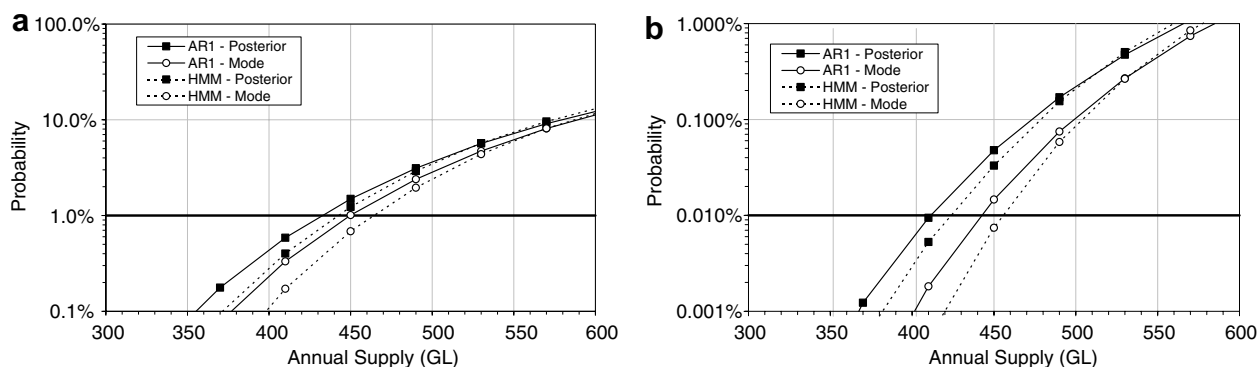 a
100.0%
10.0%
1.0%
0.1%
Probability
AR1 - Posterior
AR1 - Mode
HMM - Posterior
HMM - Mode
300 350 400 450 500 550 600
Annual Supply (GL)
b
1.000%
0.100%
0.010%
0.001%
Probability
AR1 - Posterior
AR1 - Mode
HMM - Posterior
HMM - Mode
300 350 400 450 500 550 600
Annual Supply (GL)